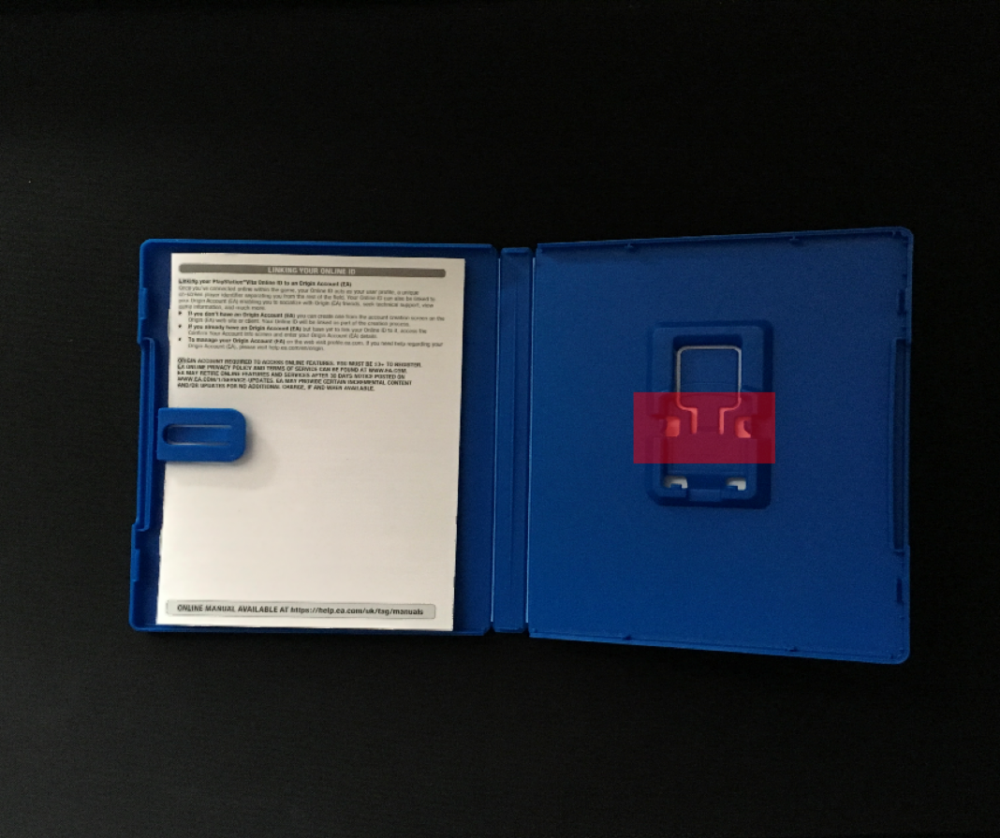 LINKING YOUR ONLINE ID
Linking your PlayStation™Vita Online ID to an Origin Account (EA)
Once you've connected online within the game, your Online ID acts as your user profile, a unique
on-screen player identifier separating you from the rest of the field. Your Online ID can also be linked to
your Origin Account (EA) enabling you to socialise with Origin (EA) friends, seek technical support, view
game information, and much more.
If you don't have an Origin Account (EA) you can create one from the account creation screen on the
Origin (EA) web site or client. Your Online ID will be linked as part of the creation process.
If you already have an Origin Account (EA) but have yet to link your Online ID to it, access the
Confirm Your Account Info screen and enter your Origin Account (EA) details.
To manage your Origin Account (EA) on the web visit profile.ea.com. If you need help regarding your
Origin Account (EA), please visit help.ea.com/en/origin.
ORIGIN ACCOUNT REQUIRED TO ACCESS ONLINE FEATURES. YOU MUST BE 13+ TO REGISTER.
EA ONLINE PRIVACY POLICY AND TERMS OF SERVICE CAN BE FOUND AT WWW.EA.COM.
EA MAY RETIRE ONLINE FEATURES AND SERVICES AFTER 30 DAYS NOTICE POSTED ON
WWW.EA.COM/1/SERVICE-UPDATES. EA MAY PROVIDE CERTAIN INCREMENTAL CONTENT
AND/OR UPDATES FOR NO ADDITIONAL CHARGE, IF AND WHEN AVAILABLE.
ONLINE MANUAL AVAILABLE AT https://help.ea.com/uk/tag/manuals